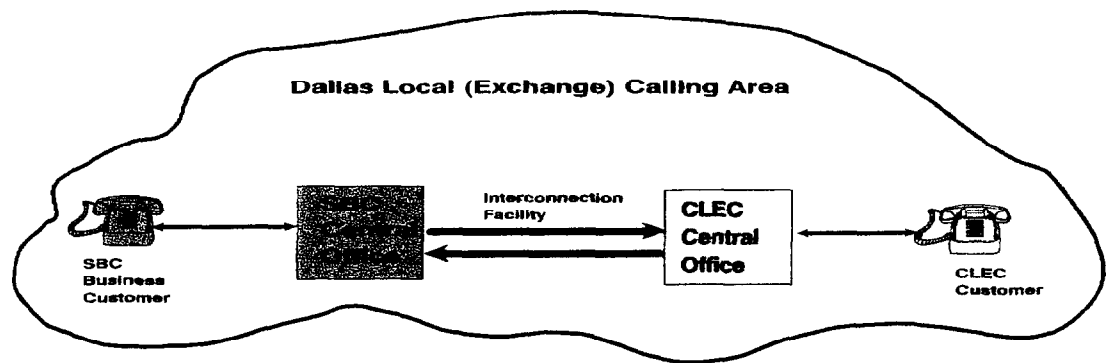 Dallas Local (Exchange) Calling Area
Interconnection
Facility
CLEC
Central
Office
SBC
Business
Customer
CLEC
Customer